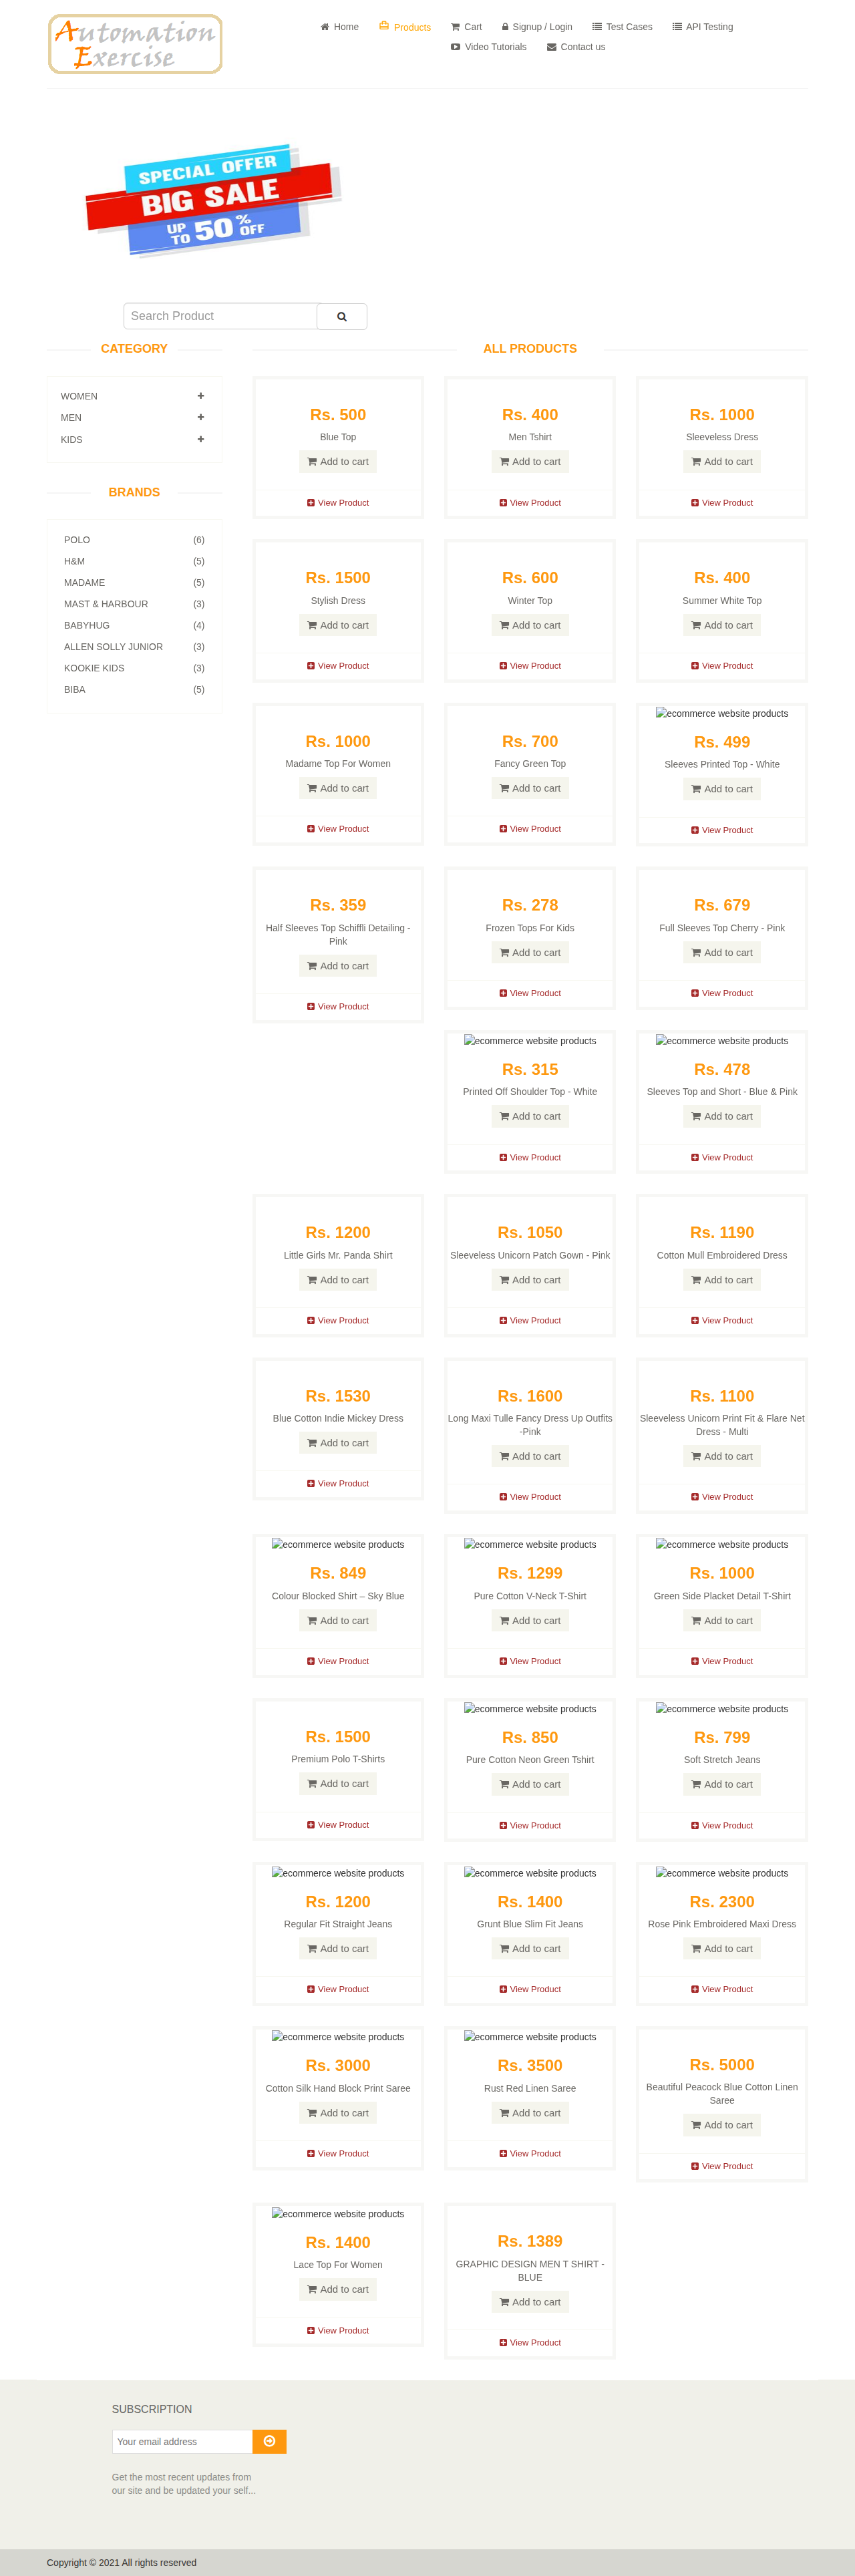 Automation
Exercise
Home
Products
Cart
Signup / Login
Test Cases
API Testing
Video Tutorials
Contact us
SPECIAL OFFER
BIG SALE
UP TO 50% OFF
Search Product
CATEGORY
WOMEN
MEN
KIDS
BRANDS
POLO (6)
H&M (5)
MADAME (5)
MAST & HARBOUR (3)
BABYHUG (4)
ALLEN SOLLY JUNIOR (3)
KOOKIE KIDS (3)
BIBA (5)
ALL PRODUCTS
Rs. 500
Blue Top
Add to cart
View Product
Rs. 400
Men Tshirt
Add to cart
View Product
Rs. 1000
Sleeveless Dress
Add to cart
View Product
Rs. 1500
Stylish Dress
Add to cart
View Product
Rs. 600
Winter Top
Add to cart
View Product
Rs. 400
Summer White Top
Add to cart
View Product
Rs. 1000
Madame Top For Women
Add to cart
View Product
Rs. 700
Fancy Green Top
Add to cart
View Product
ecommerce website products
Rs. 499
Sleeves Printed Top - White
Add to cart
View Product
Rs. 359
Half Sleeves Top Schiffli Detailing -
Pink
Add to cart
View Product
Rs. 278
Frozen Tops For Kids
Add to cart
View Product
Rs. 679
Full Sleeves Top Cherry - Pink
Add to cart
View Product
ecommerce website products
Rs. 315
Printed Off Shoulder Top - White
Add to cart
View Product
ecommerce website products
Rs. 478
Sleeves Top and Short - Blue & Pink
Add to cart
View Product
Rs. 1200
Little Girls Mr. Panda Shirt
Add to cart
View Product
Rs. 1050
Sleeveless Unicorn Patch Gown - Pink
Add to cart
View Product
Rs. 1190
Cotton Mull Embroidered Dress
Add to cart
View Product
Rs. 1530
Blue Cotton Indie Mickey Dress
Add to cart
View Product
Rs. 1600
Long Maxi Tulle Fancy Dress Up Outfits
-Pink
Add to cart
View Product
Rs. 1100
Sleeveless Unicorn Print Fit & Flare Net
Dress - Multi
Add to cart
View Product
ecommerce website products
Rs. 849
Colour Blocked Shirt – Sky Blue
Add to cart
View Product
ecommerce website products
Rs. 1299
Pure Cotton V-Neck T-Shirt
Add to cart
View Product
ecommerce website products
Rs. 1000
Green Side Placket Detail T-Shirt
Add to cart
View Product
Rs. 1500
Premium Polo T-Shirts
Add to cart
View Product
ecommerce website products
Rs. 850
Pure Cotton Neon Green Tshirt
Add to cart
View Product
ecommerce website products
Rs. 799
Soft Stretch Jeans
Add to cart
View Product
ecommerce website products
Rs. 1200
Regular Fit Straight Jeans
Add to cart
View Product
ecommerce website products
Rs. 1400
Grunt Blue Slim Fit Jeans
Add to cart
View Product
ecommerce website products
Rs. 2300
Rose Pink Embroidered Maxi Dress
Add to cart
View Product
ecommerce website products
Rs. 3000
Cotton Silk Hand Block Print Saree
Add to cart
View Product
ecommerce website products
Rs. 3500
Rust Red Linen Saree
Add to cart
View Product
Rs. 5000
Beautiful Peacock Blue Cotton Linen
Saree
Add to cart
View Product
ecommerce website products
Rs. 1400
Lace Top For Women
Add to cart
View Product
Rs. 1389
GRAPHIC DESIGN MEN T SHIRT -
BLUE
Add to cart
View Product
SUBSCRIPTION
Your email address
Get the most recent updates from
our site and be updated your self...
Copyright © 2021 All rights reserved